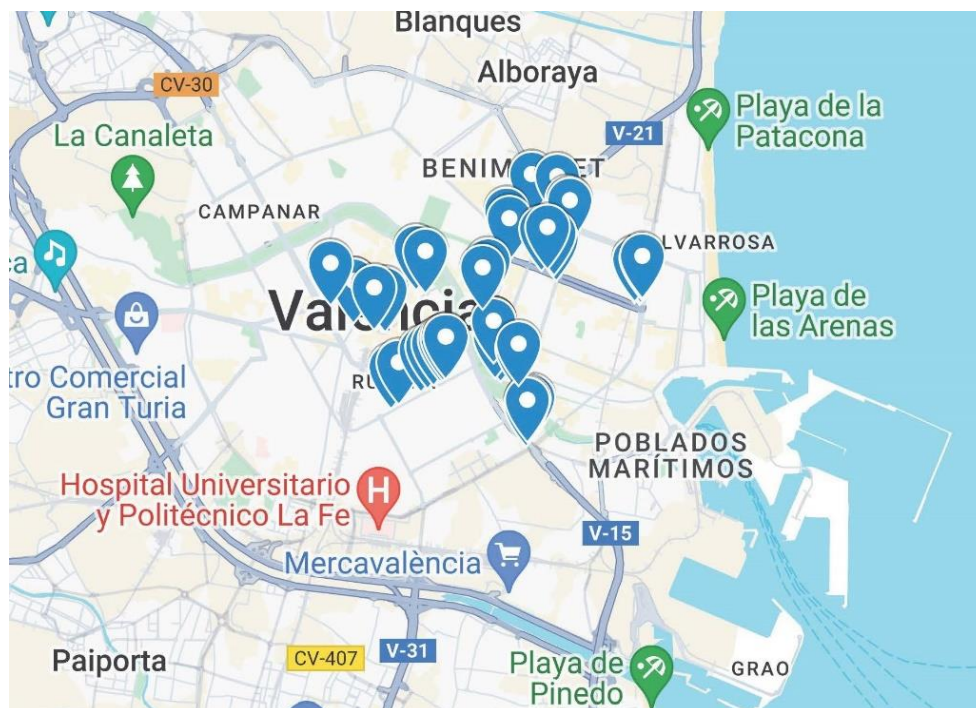 Blanques
Alboraya
CV-30
La Canaleta
Playa de la
Patacona
V-21
CAMPANAR
LVARROSA
Playa de
las Arenas
tro Comercial
Gran Turia
POBLADOS
MARÍTIMOS
Hospital Universitario
y Politécnico La Fe
H
V-15
Mercavalència
Paiporta
CV-407
V-31
Playa de
Pinedo
GRAO